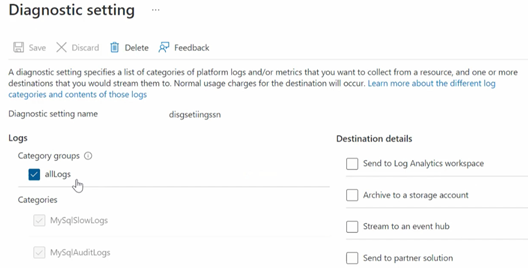 Diagnostic setting ...
Save Discard Delete Feedback
A diagnostic setting specifies a list of categories of platform logs and/or metrics that you want to collect from a resource, and one or more
destinations that you would stream them to. Normal usage charges for the destination will occur. Learn more about the different log
categories and contents of those logs
Diagnostic setting name disgsetiingssn
Logs
Category groups
allLogs
Categories
MySqlSlowLogs
MySqlAuditLogs
Destination details
Send to Log Analytics workspace
Archive to a storage account
Stream to an event hub
Send to partner solution